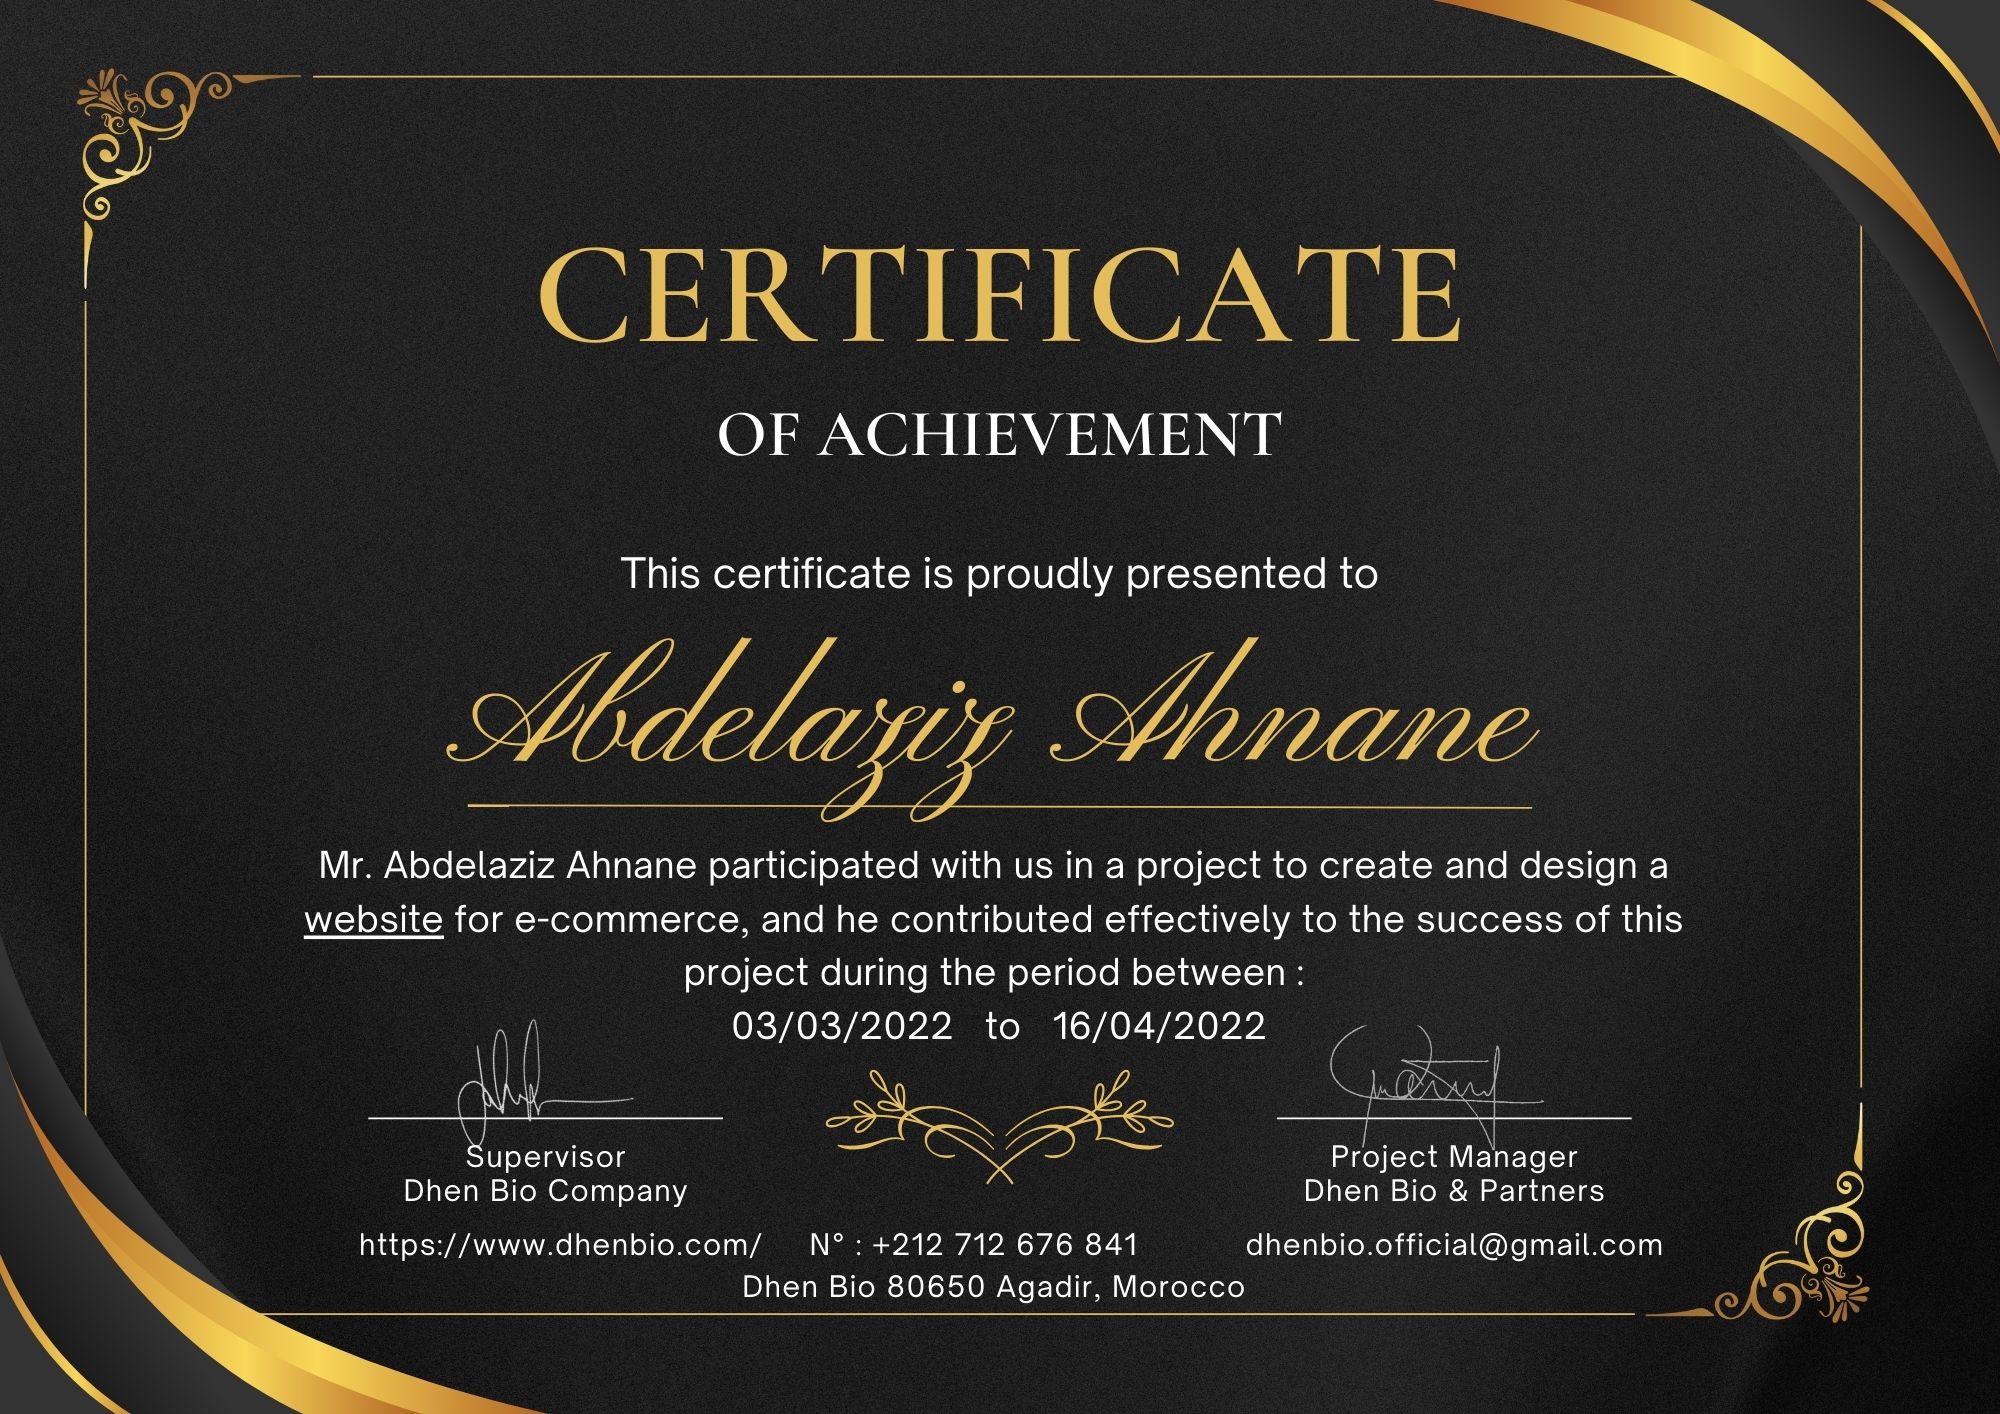 CERTIFICATE
OF ACHIEVEMENT
This certificate is proudly presented to
Abdelaziz Ahnane
Mr. Abdelaziz Ahnane participated with us in a project to create and design a
website for e-commerce, and he contributed effectively to the success of this
project during the period between :
03/03/2022 to 16/04/2022
Supervisor
Dhen Bio Company
Project Manager
Dhen Bio & Partners
https://www.dhenbio.com/ N° : +212 712 676 841 dhenbio.official@gmail.com
Dhen Bio 80650 Agadir, Morocco